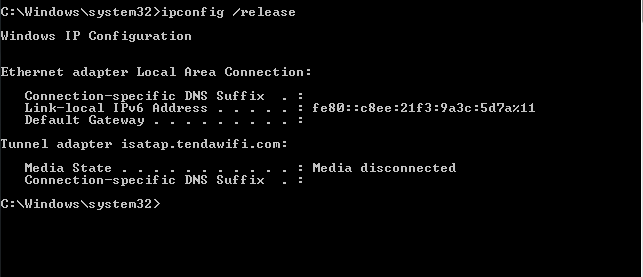 C:\Windows\system32>ipconfig /release
Windows IP Configuration
Ethernet adapter Local Area Connection:
   Connection-specific DNS Suffix  . :
   Link-local IPv6 Address . . . . . : fe80::c8ee:21f3:9a3c:5d7a%11
   Default Gateway . . . . . . . . . :
Tunnel adapter isatap.tendawifi.com:
   Media State . . . . . . . . . . . : Media disconnected
   Connection-specific DNS Suffix  . :
C:\Windows\system32>